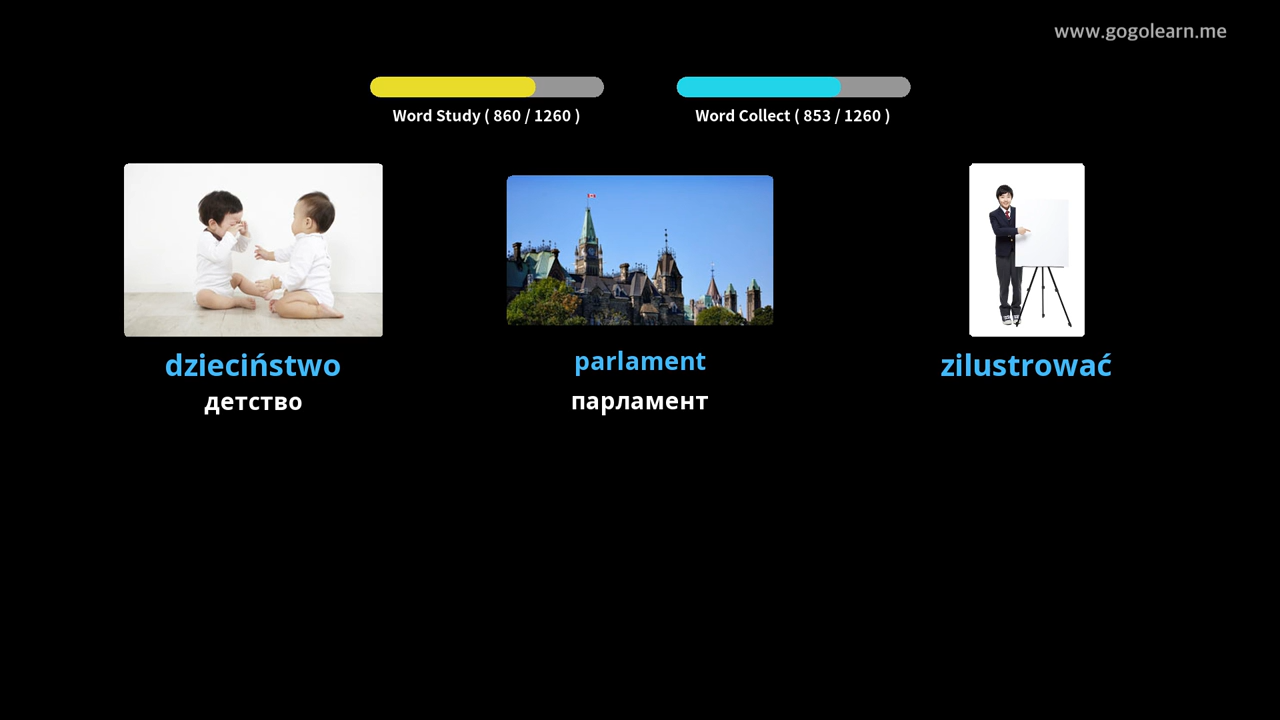 www.gogolearn.me
Word Study ( 860 / 1260 )
Word Collect ( 853 / 1260 )
dzieciństwo
детство
parlament
парламент
zilustrować